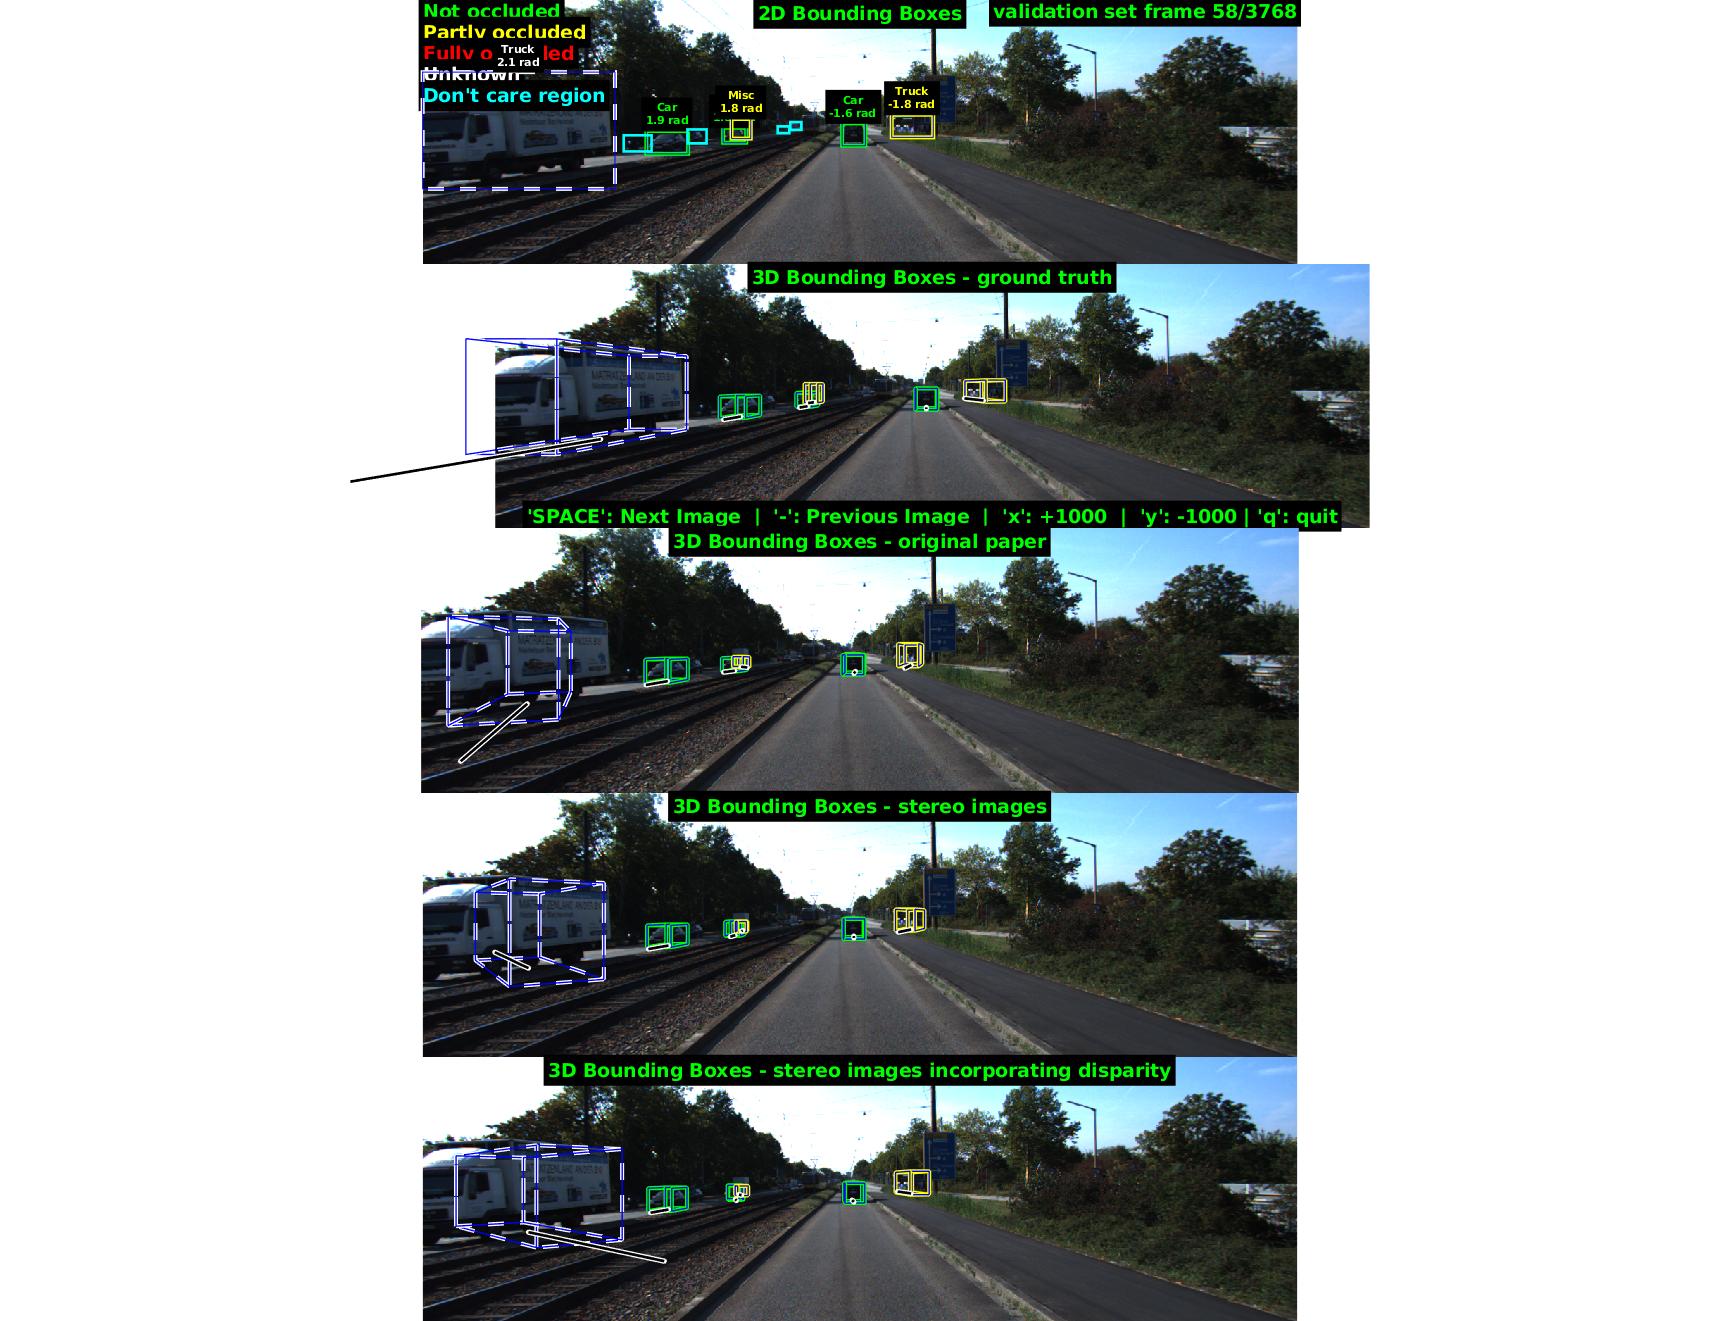 Not occluded
2D Bounding Boxes
validation set frame 58/3768
Partly occluded
Truck
2.1 rad
Unknown
Don't care region
Car
1.9 rad
Misc
1.8 rad
Car
-1.6 rad
Truck
-1.8 rad
3D Bounding Boxes - ground truth
'SPACE': Next Image | '-': Previous Image | 'x': +1000 | 'y': -1000 | 'q': quit
3D Bounding Boxes - original paper
3D Bounding Boxes - stereo images
3D Bounding Boxes - stereo images incorporating disparity